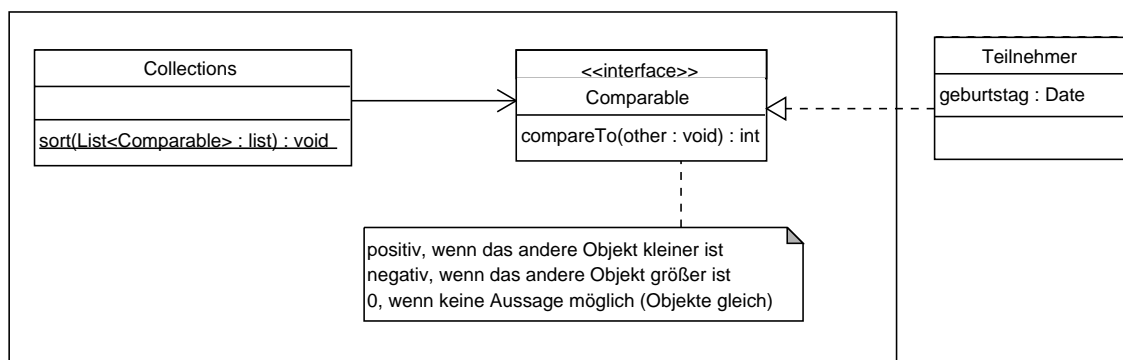 Collections
sort(List<Comparable> : list) : void
<<interface>>
Comparable
compareTo(other : void) : int
Teilnehmer
geburtstag : Date
positiv, wenn das andere Objekt kleiner ist
negativ, wenn das andere Objekt größer ist
0, wenn keine Aussage möglich (Objekte gleich)